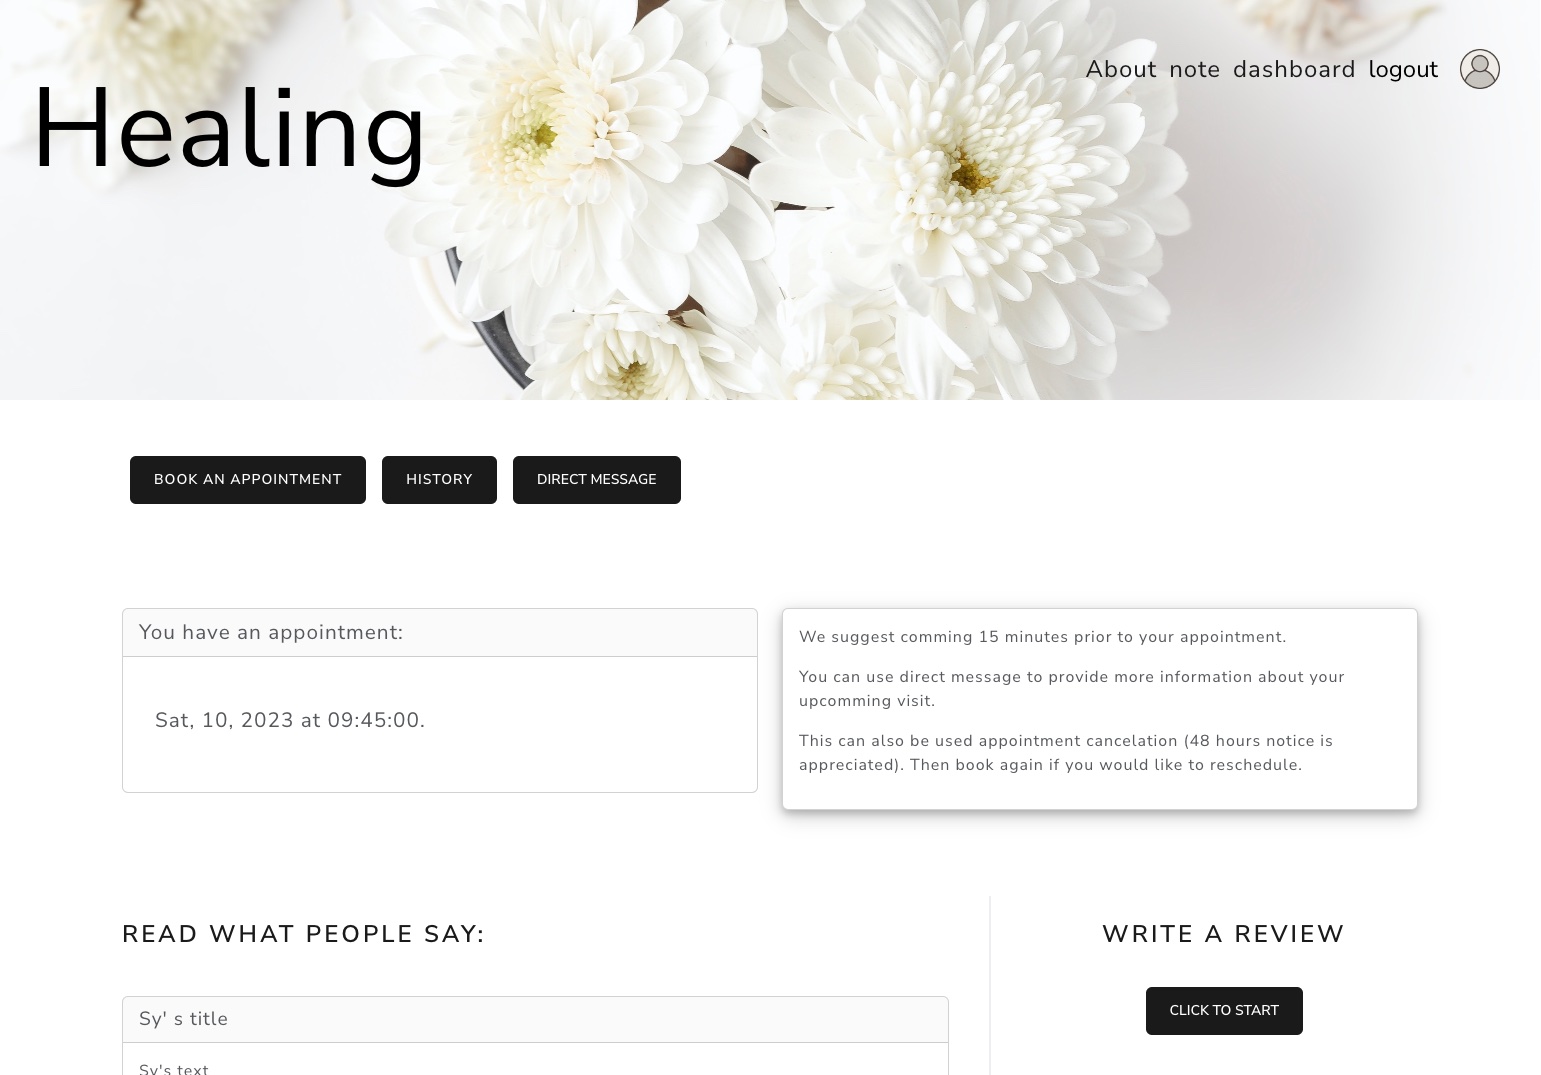 About note dashboard logout
Healing
BOOK AN APPOINTMENT HISTORY DIRECT MESSAGE
You have an appointment:
Sat, 10, 2023 at 09:45:00.
We suggest comming 15 minutes prior to your appointment.
You can use direct message to provide more information about your
upcomming visit.
This can also be used appointment cancelation (48 hours notice is
appreciated). Then book again if you would like to reschedule.
READ WHAT PEOPLE SAY:
Sy' s title
Sy's text
WRITE A REVIEW
CLICK TO START